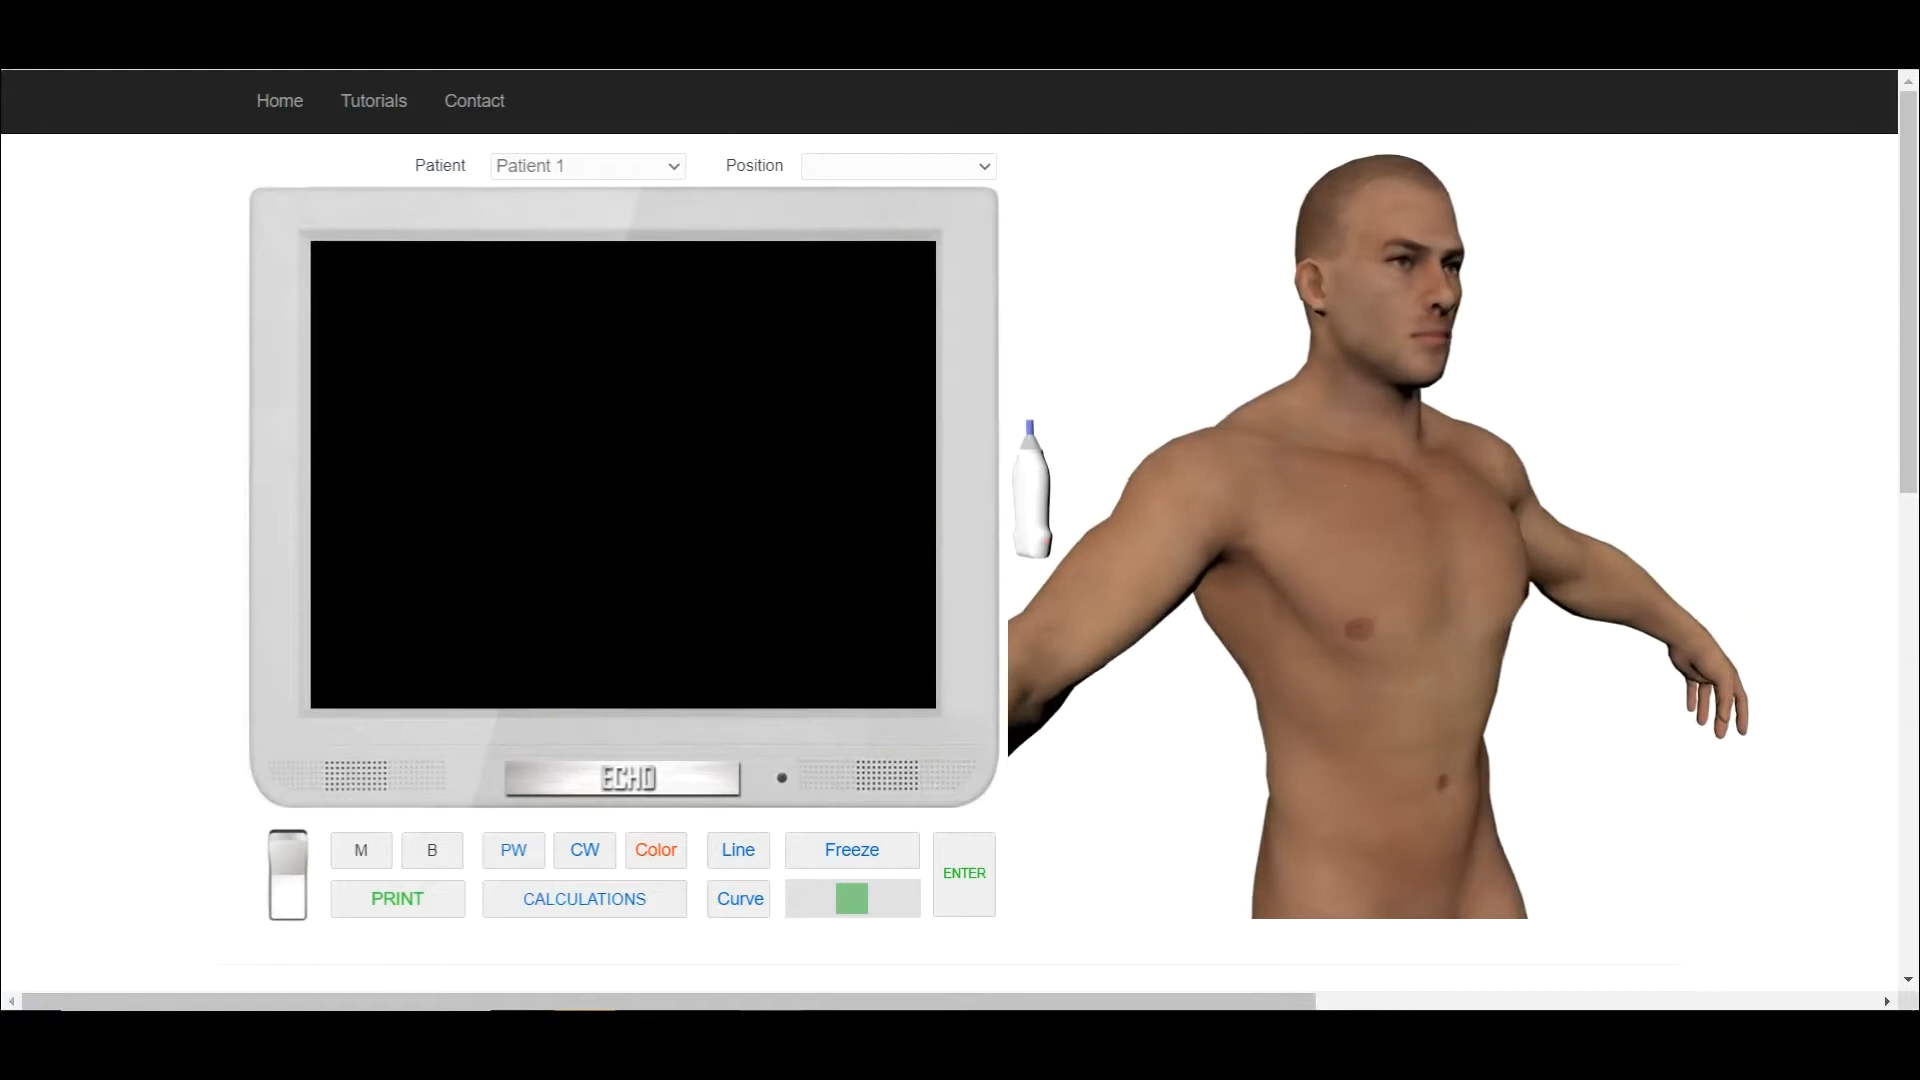 Home Tutorials Contact
Patient Patient 1 Position
ECHO
M B PW CW Color Line Freeze
ENTER
PRINT CALCULATIONS Curve